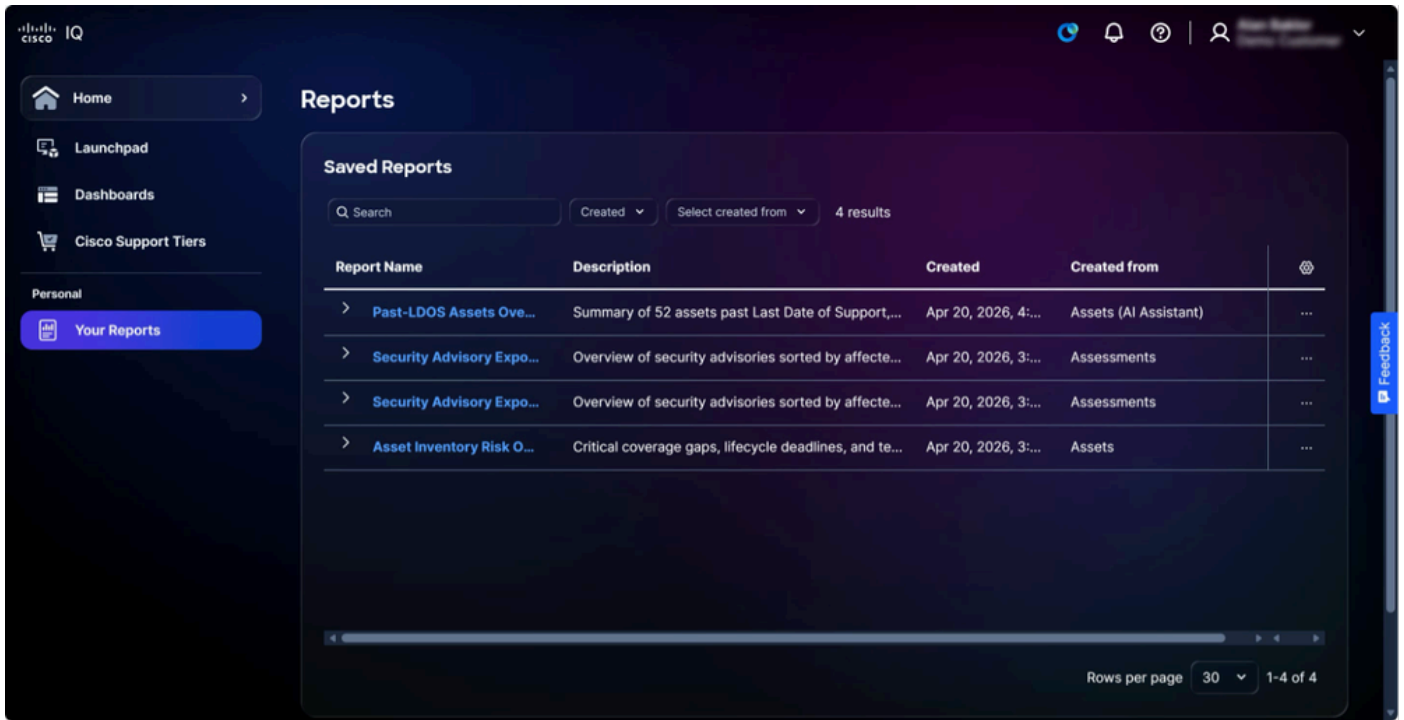 cisco IQ
Home
Launchpad
Dashboards
Cisco Support Tiers
Personal
Your Reports
Reports
Saved Reports
Search Created Select created from 4 results
Report Name Description Created Created from
Past-LDOS Assets Ove... Summary of 52 assets past Last Date of Support,... Apr 20, 2026, 4:... Assets (AI Assistant)
Security Advisory Expo... Overview of security advisories sorted by affecte... Apr 20, 2026, 3:... Assessments
Security Advisory Expo... Overview of security advisories sorted by affecte... Apr 20, 2026, 3:... Assessments
Asset Inventory Risk O... Critical coverage gaps, lifecycle deadlines, and te... Apr 20, 2026, 3:... Assets
Rows per page 30 1-4 of 4
Feedback